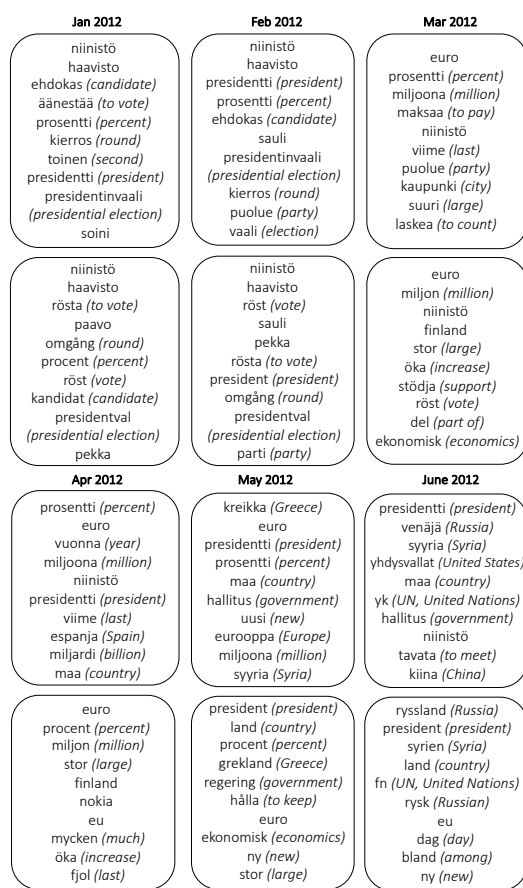 Jan 2012
niinistö
haavisto
ehdokas (candidate)
äänestää (to vote)
prosentti (percent)
kierros (round)
toinen (second)
presidentti (president)
presidentinvaali
(presidential election)
soini
Feb 2012
niinistö
haavisto
presidentti (president)
prosentti (percent)
ehdokas (candidate)
sauli
presidentinvaali
(presidential election)
kierros (round)
puolue (party)
vaali (election)
Mar 2012
euro
prosentti (percent)
miljoona (million)
maksaa (to pay)
niinistö
viime (last)
puolue (party)
kaupunki (city)
suuri (large)
laskea (to count)
niinistö
haavisto
rösta (to vote)
paavo
omgång (round)
procent (percent)
röst (vote)
kandidat (candidate)
presidentval
(presidential election)
pekka
niinistö
haavisto
röst (vote)
sauli
pekka
rösta (to vote)
president (president)
omgång (round)
presidentval
(presidential election)
parti (party)
euro
miljon (million)
niinistö
finland
stor (large)
öka (increase)
stödja (support)
röst (vote)
del (part of)
ekonomisk (economics)
Apr 2012
prosentti (percent)
euro
vuonna (year)
miljoona (million)
niinistö
presidentti (president)
viime (last)
espanja (Spain)
miljardi (billion)
maa (country)
May 2012
kreikka (Greece)
euro
presidentti (president)
prosentti (percent)
maa (country)
hallitus (government)
uusi (new)
eurooppa (Europe)
miljoona (million)
syyria (Syria)
June 2012
presidentti (president)
venäjä (Russia)
syyria (Syria)
yhdysvallat (United States)
maa (country)
yk (UN, United Nations)
hallitus (government)
niinistö
tavata (to meet)
kiina (China)
euro
procent (percent)
miljon (million)
stor (large)
finland
nokia
eu
mycken (much)
öka (increase)
fjol (last)
president (president)
land (country)
procent (percent)
grekland (Greece)
regering (government)
hålla (to keep)
euro
ekonomisk (economics)
ny (new)
stor (large)
ryssland (Russia)
president (president)
syrien (Syria)
land (country)
fn (UN, United Nations)
rysk (Russian)
eu
dag (day)
bland (among)
ny (new)